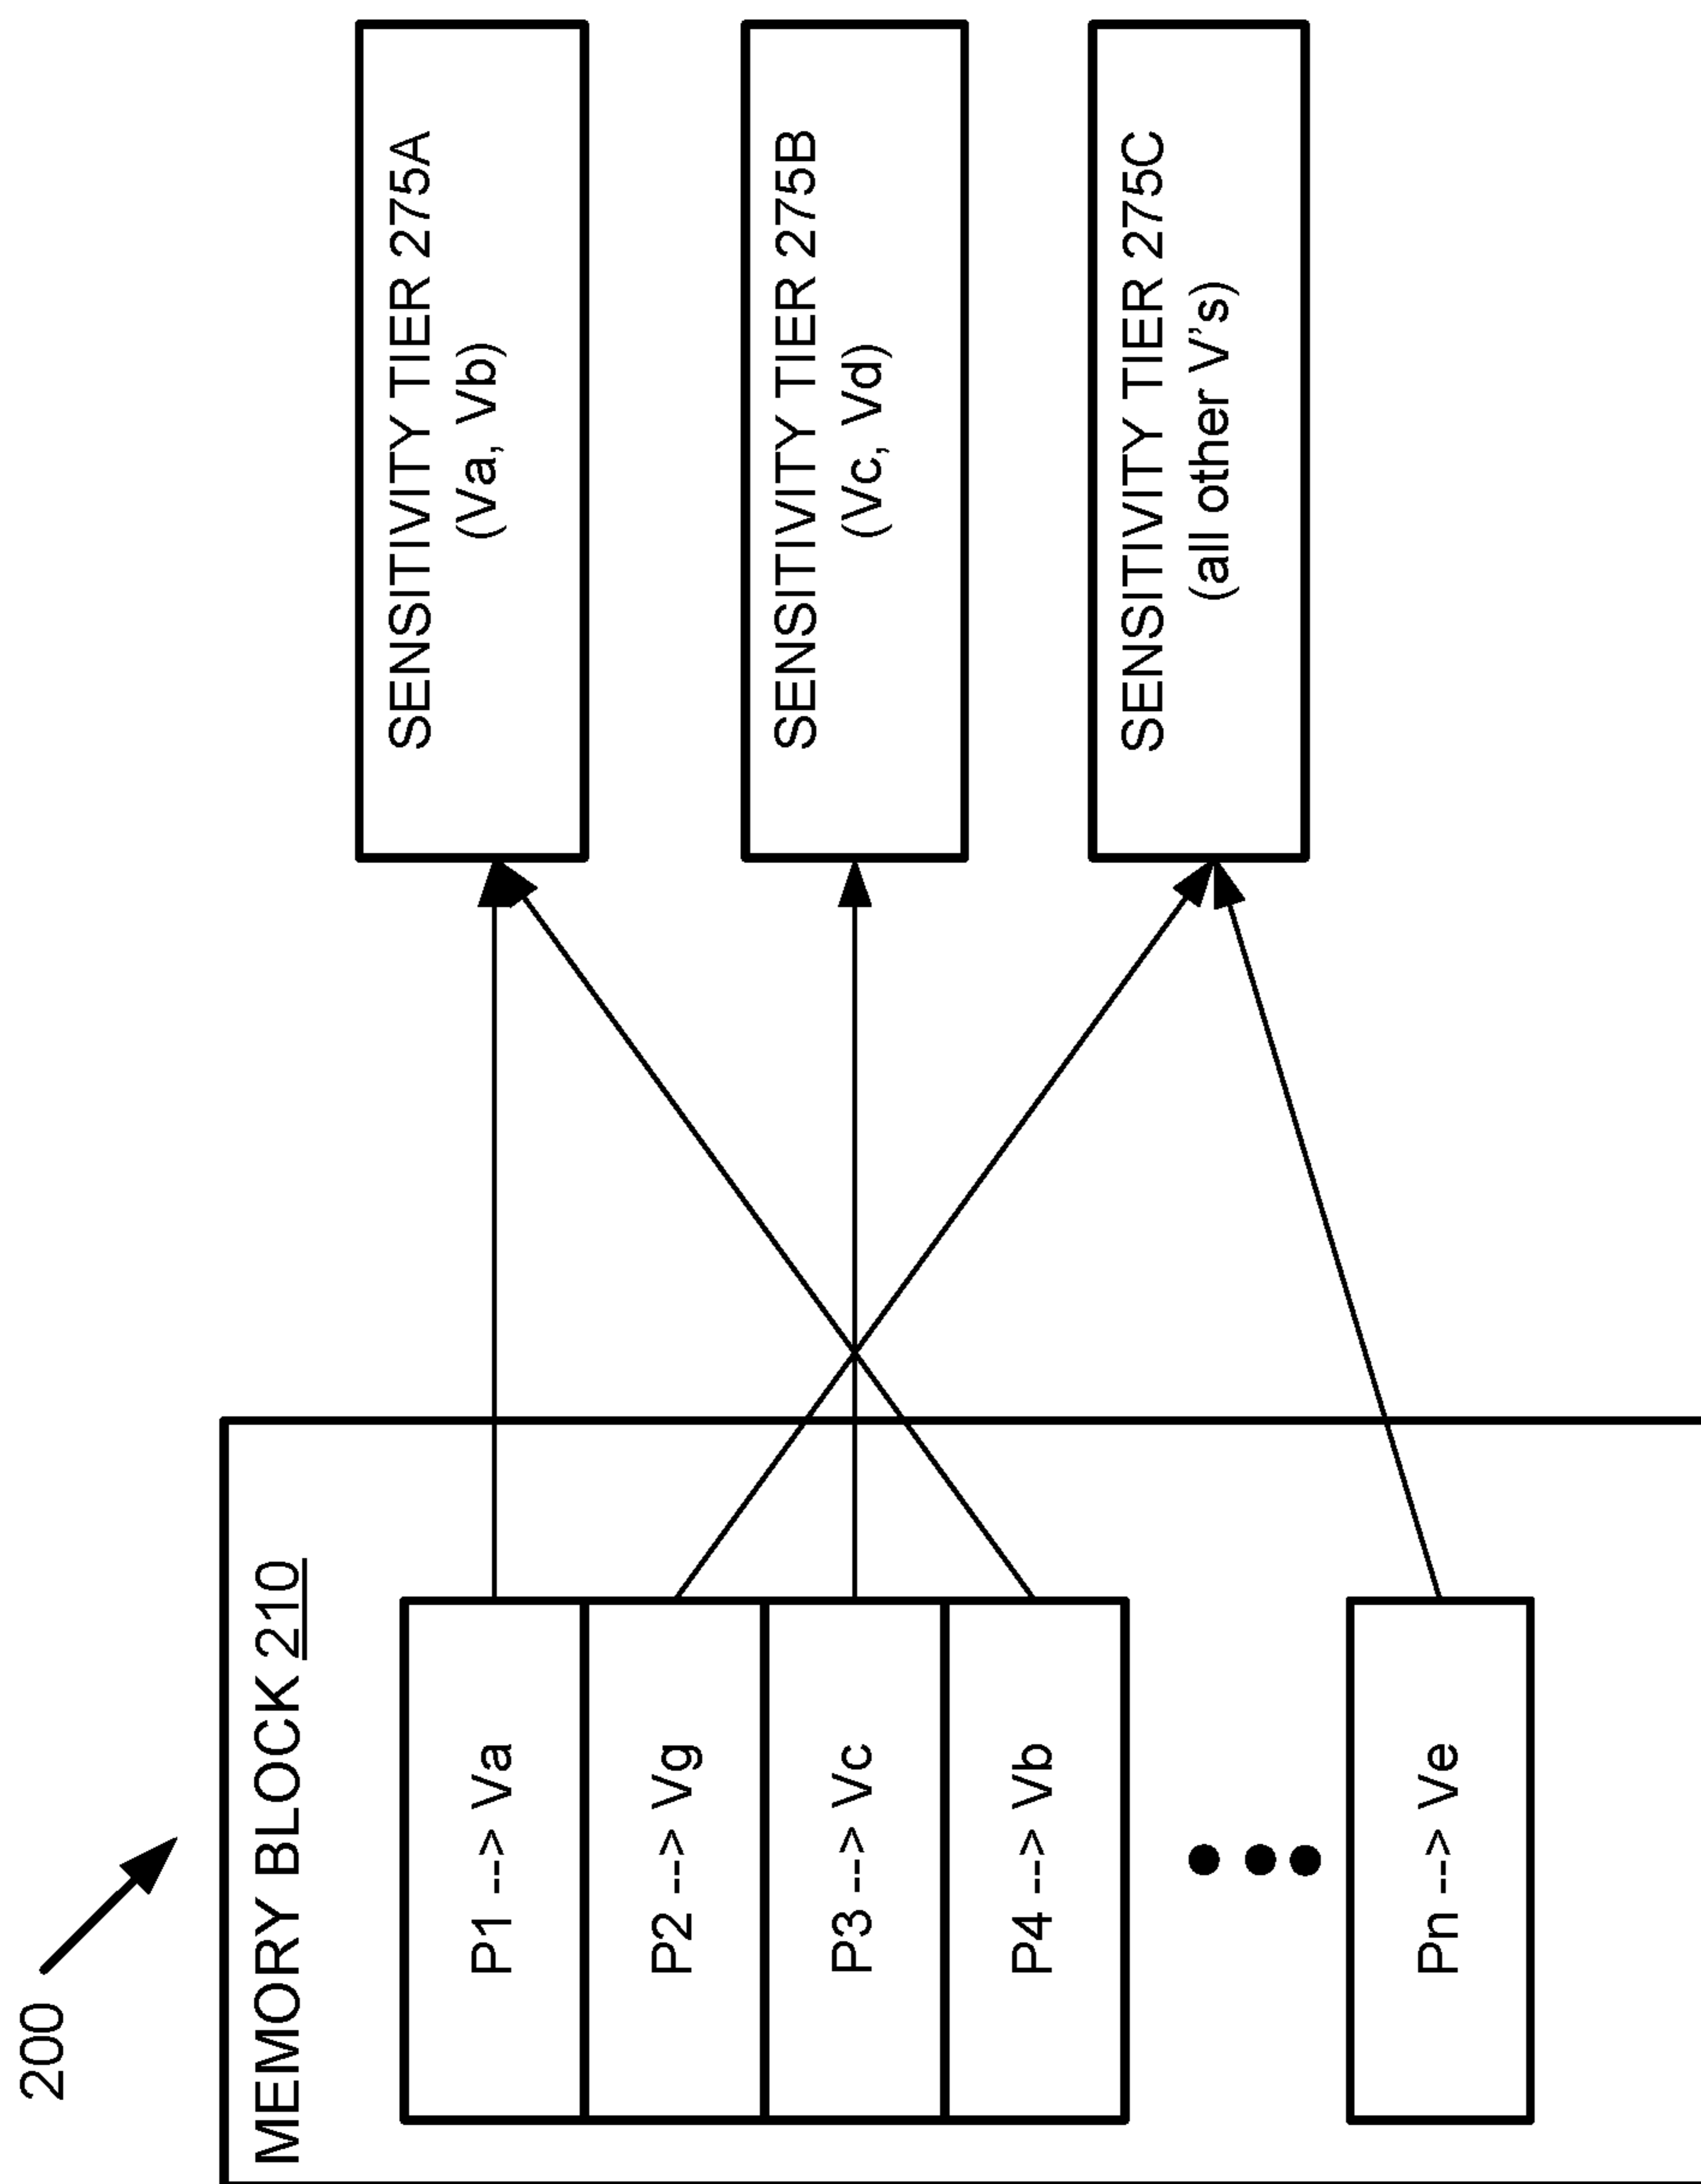 200
MEMORY BLOCK 210
P1 --> Va
P2 --> Vg
P3 --> Vc
P4 --> Vb
Pn --> Ve
SENSITIVITY TIER 275A
(Va, Vb)
SENSITIVITY TIER 275B
(Vc, Vd)
SENSITIVITY TIER 275C
(all other V's)